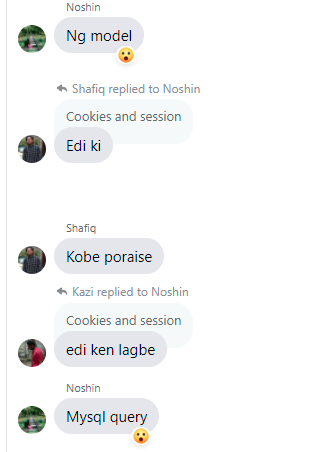 Noshin
Ng model
Shafiq replied to Noshin
Cookies and session
Edi ki
Shafiq
Kobe poraise
Kazi replied to Noshin
Cookies and session
edi ken lagbe
Noshin
Mysql query